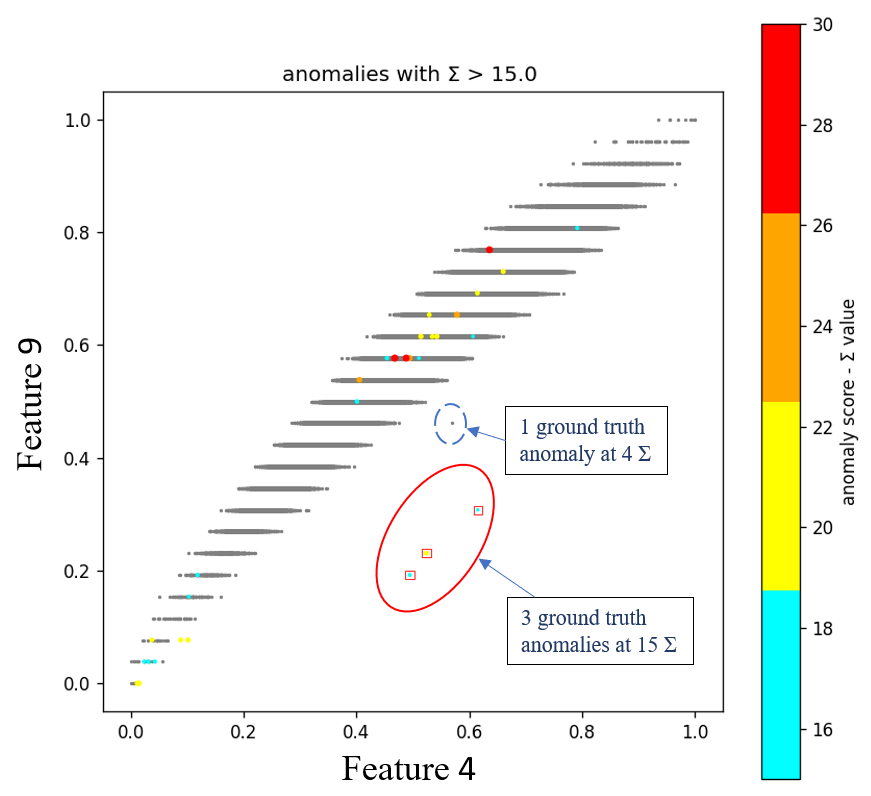 anomalies with Σ > 15.0
1.0
0.8
0.6
0.4
0.2
0.0
Feature 9
0.0 0.2 0.4 0.6 0.8 1.0
Feature 4
1 ground truth
anomaly at 4 Σ
3 ground truth
anomalies at 15 Σ
30
28
26
24
22
20
18
16
anomaly score - Σ value